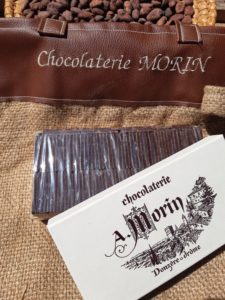 Chocolaterie MORIN
chocolaterie
A. Morin
Donzère • drôme